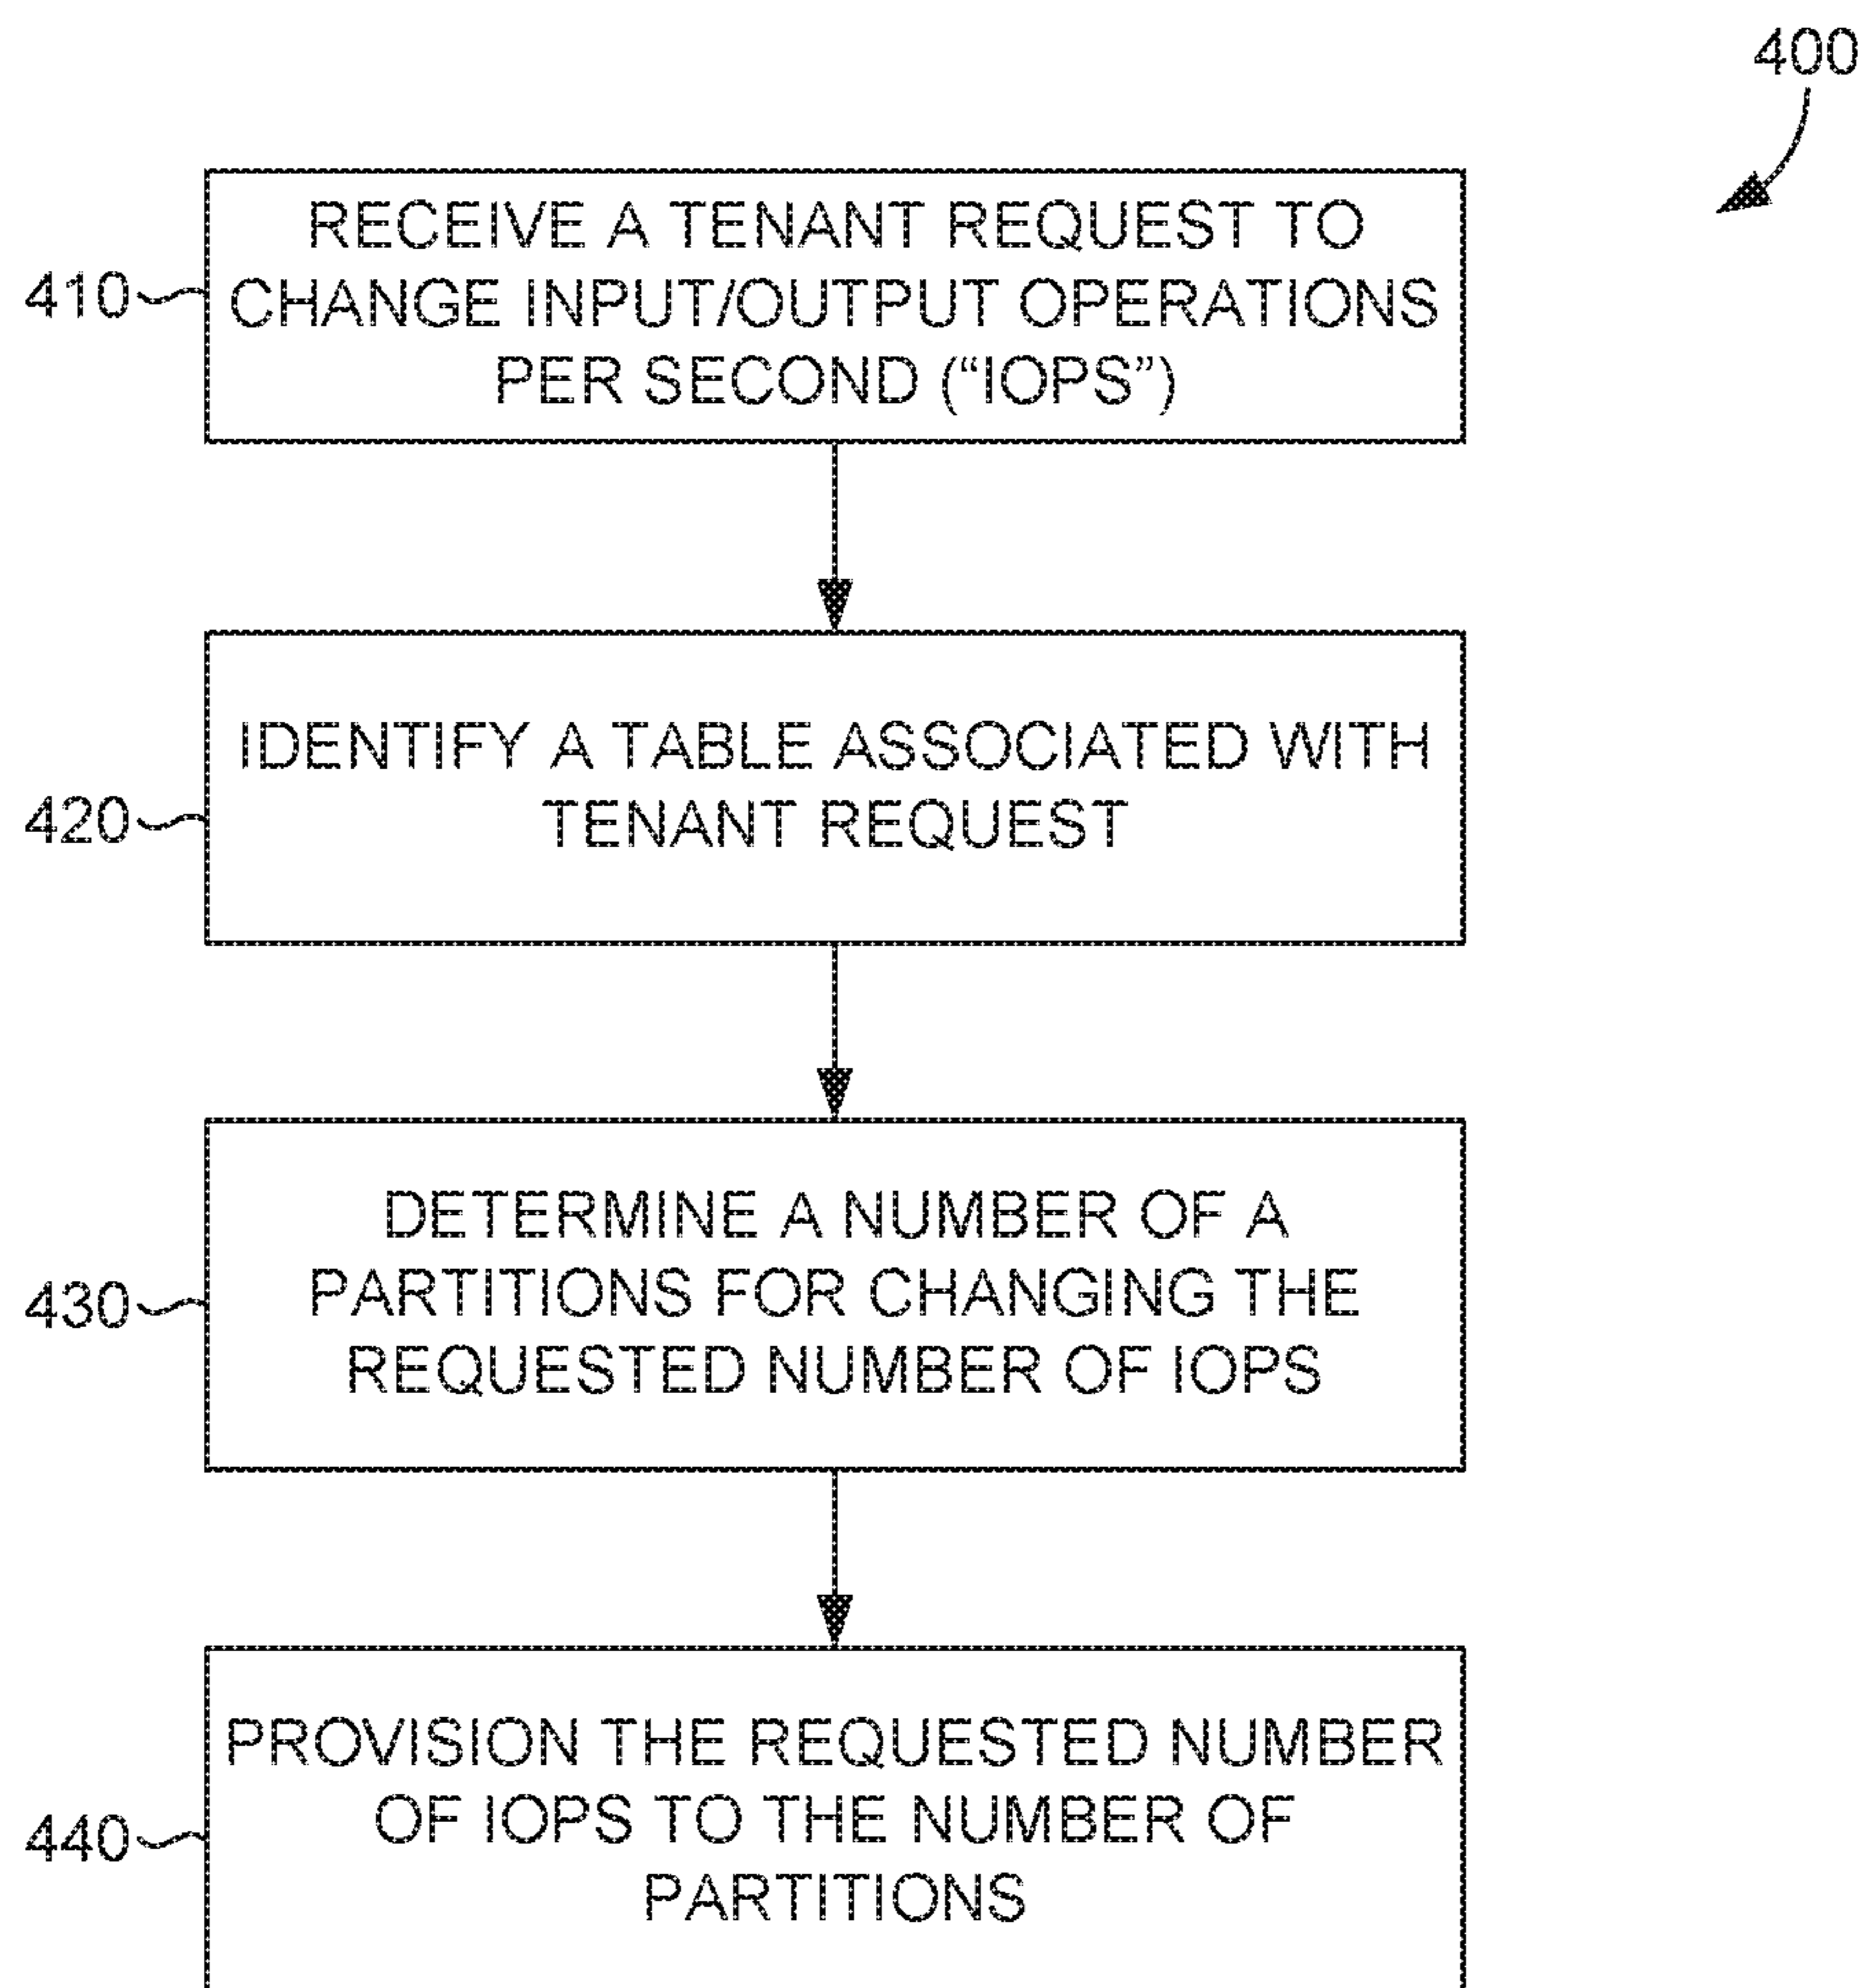 400
RECEIVE A TENANT REQUEST TO
410
CHANGE INPUT/OUTPUT OPERATIONS
PER SECOND (“IOPS”)
IDENTIFY A TABLE ASSOCIATED WITH
420
TENANT REQUEST
DETERMINE A NUMBER OF A
430
PARTITIONS FOR CHANGING THE
REQUESTED NUMBER OF IOPS
PROVISION THE REQUESTED NUMBER
440
OF IOPS TO THE NUMBER OF
PARTITIONS